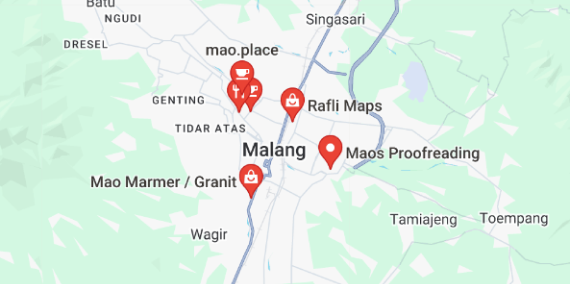 Batu
NGUDI
Singasari
DRESEL
mao.place
GENTING
Rafli Maps
TIDAR ATAS
Malang
Maos Proofreading
Mao Marmer / Granit
Tamiajeng
Toempang
Wagir